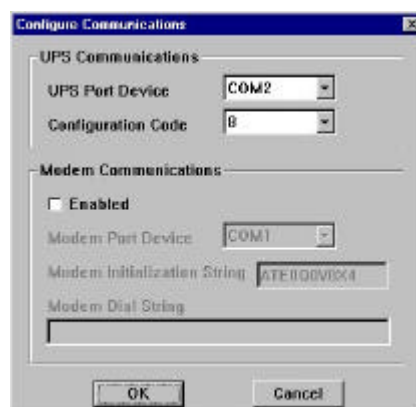 Configure Communications
UPS Communications
UPS Port Device COM2
Configuration Code 8
Modem Communications
Enabled
Modem Port Device COM1
Modem Initialization String ATE0Q0V0X4
Modem Dial String
OK Cancel